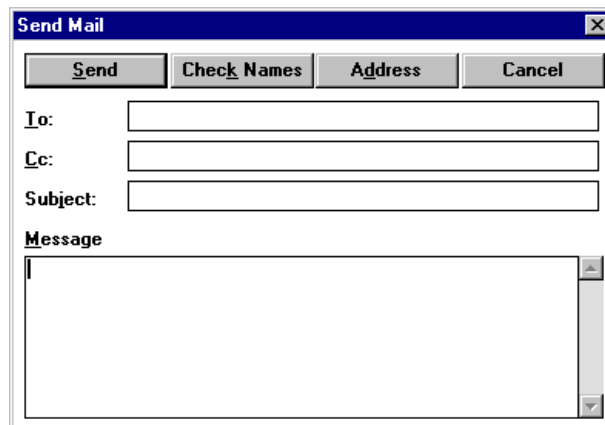 Send Mail
Send Check Names Address Cancel
To:
Cc:
Subject:
Message